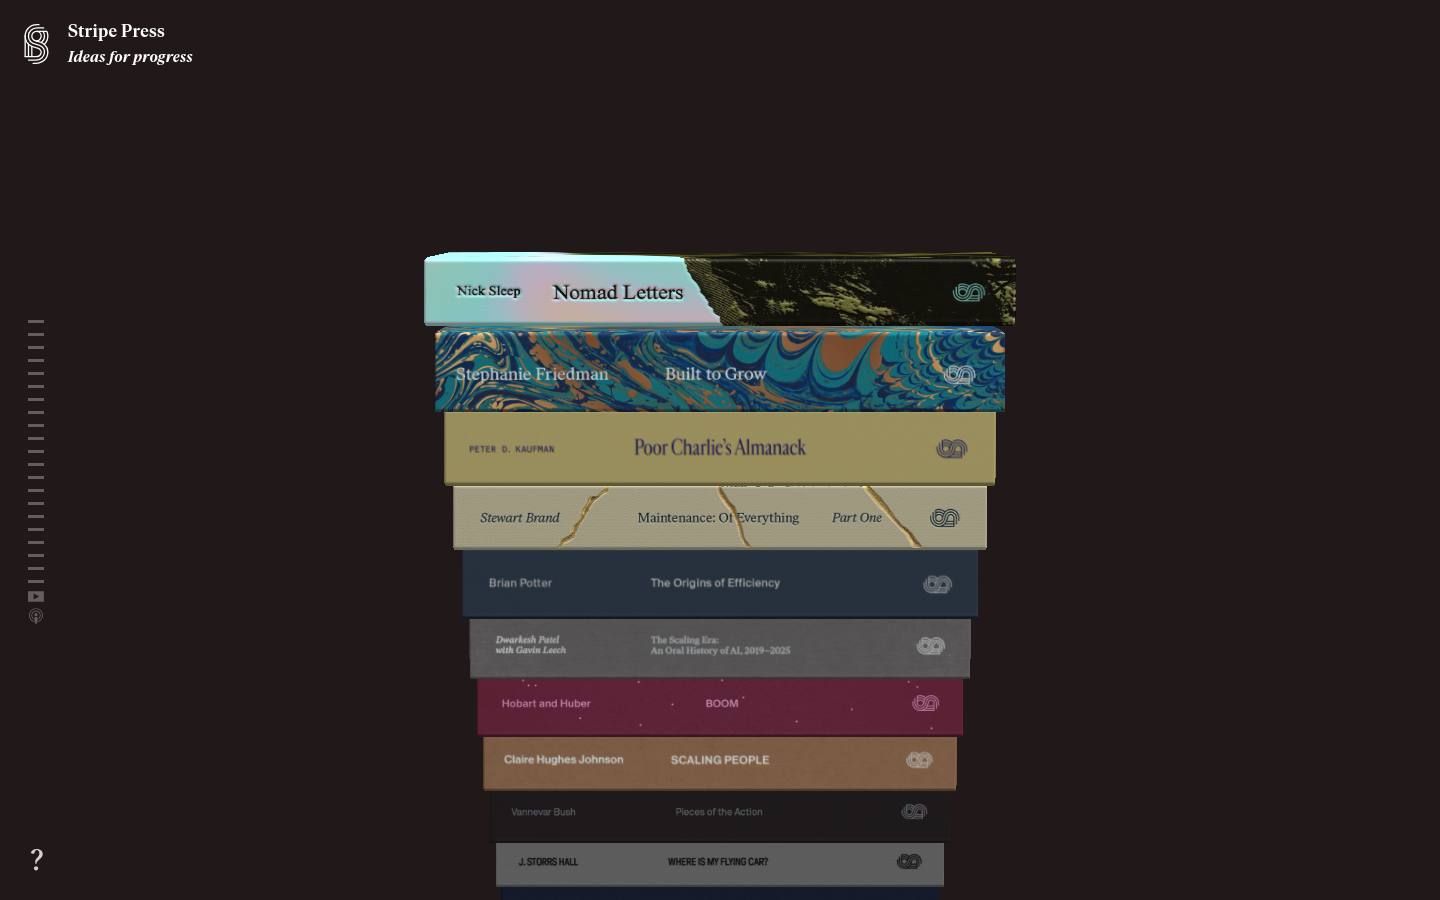 Stripe Press
Ideas for progress
Nick Sleep Nomad Letters
Stephanie Friedman Built to Grow
PETER D. KAUFMAN Poor Charlie's Almanack
Stewart Brand Maintenance: Of Everything Part One
Brian Potter The Origins of Efficiency
Dwarkesh Patel The Scaling Era:
with Gavin Leech An Oral History of AI, 2019–2025
Hobart and Huber BOOM
Claire Hughes Johnson SCALING PEOPLE
Vannevar Bush Pieces of the Action
J. STORRS HALL WHERE IS MY FLYING CAR?
?